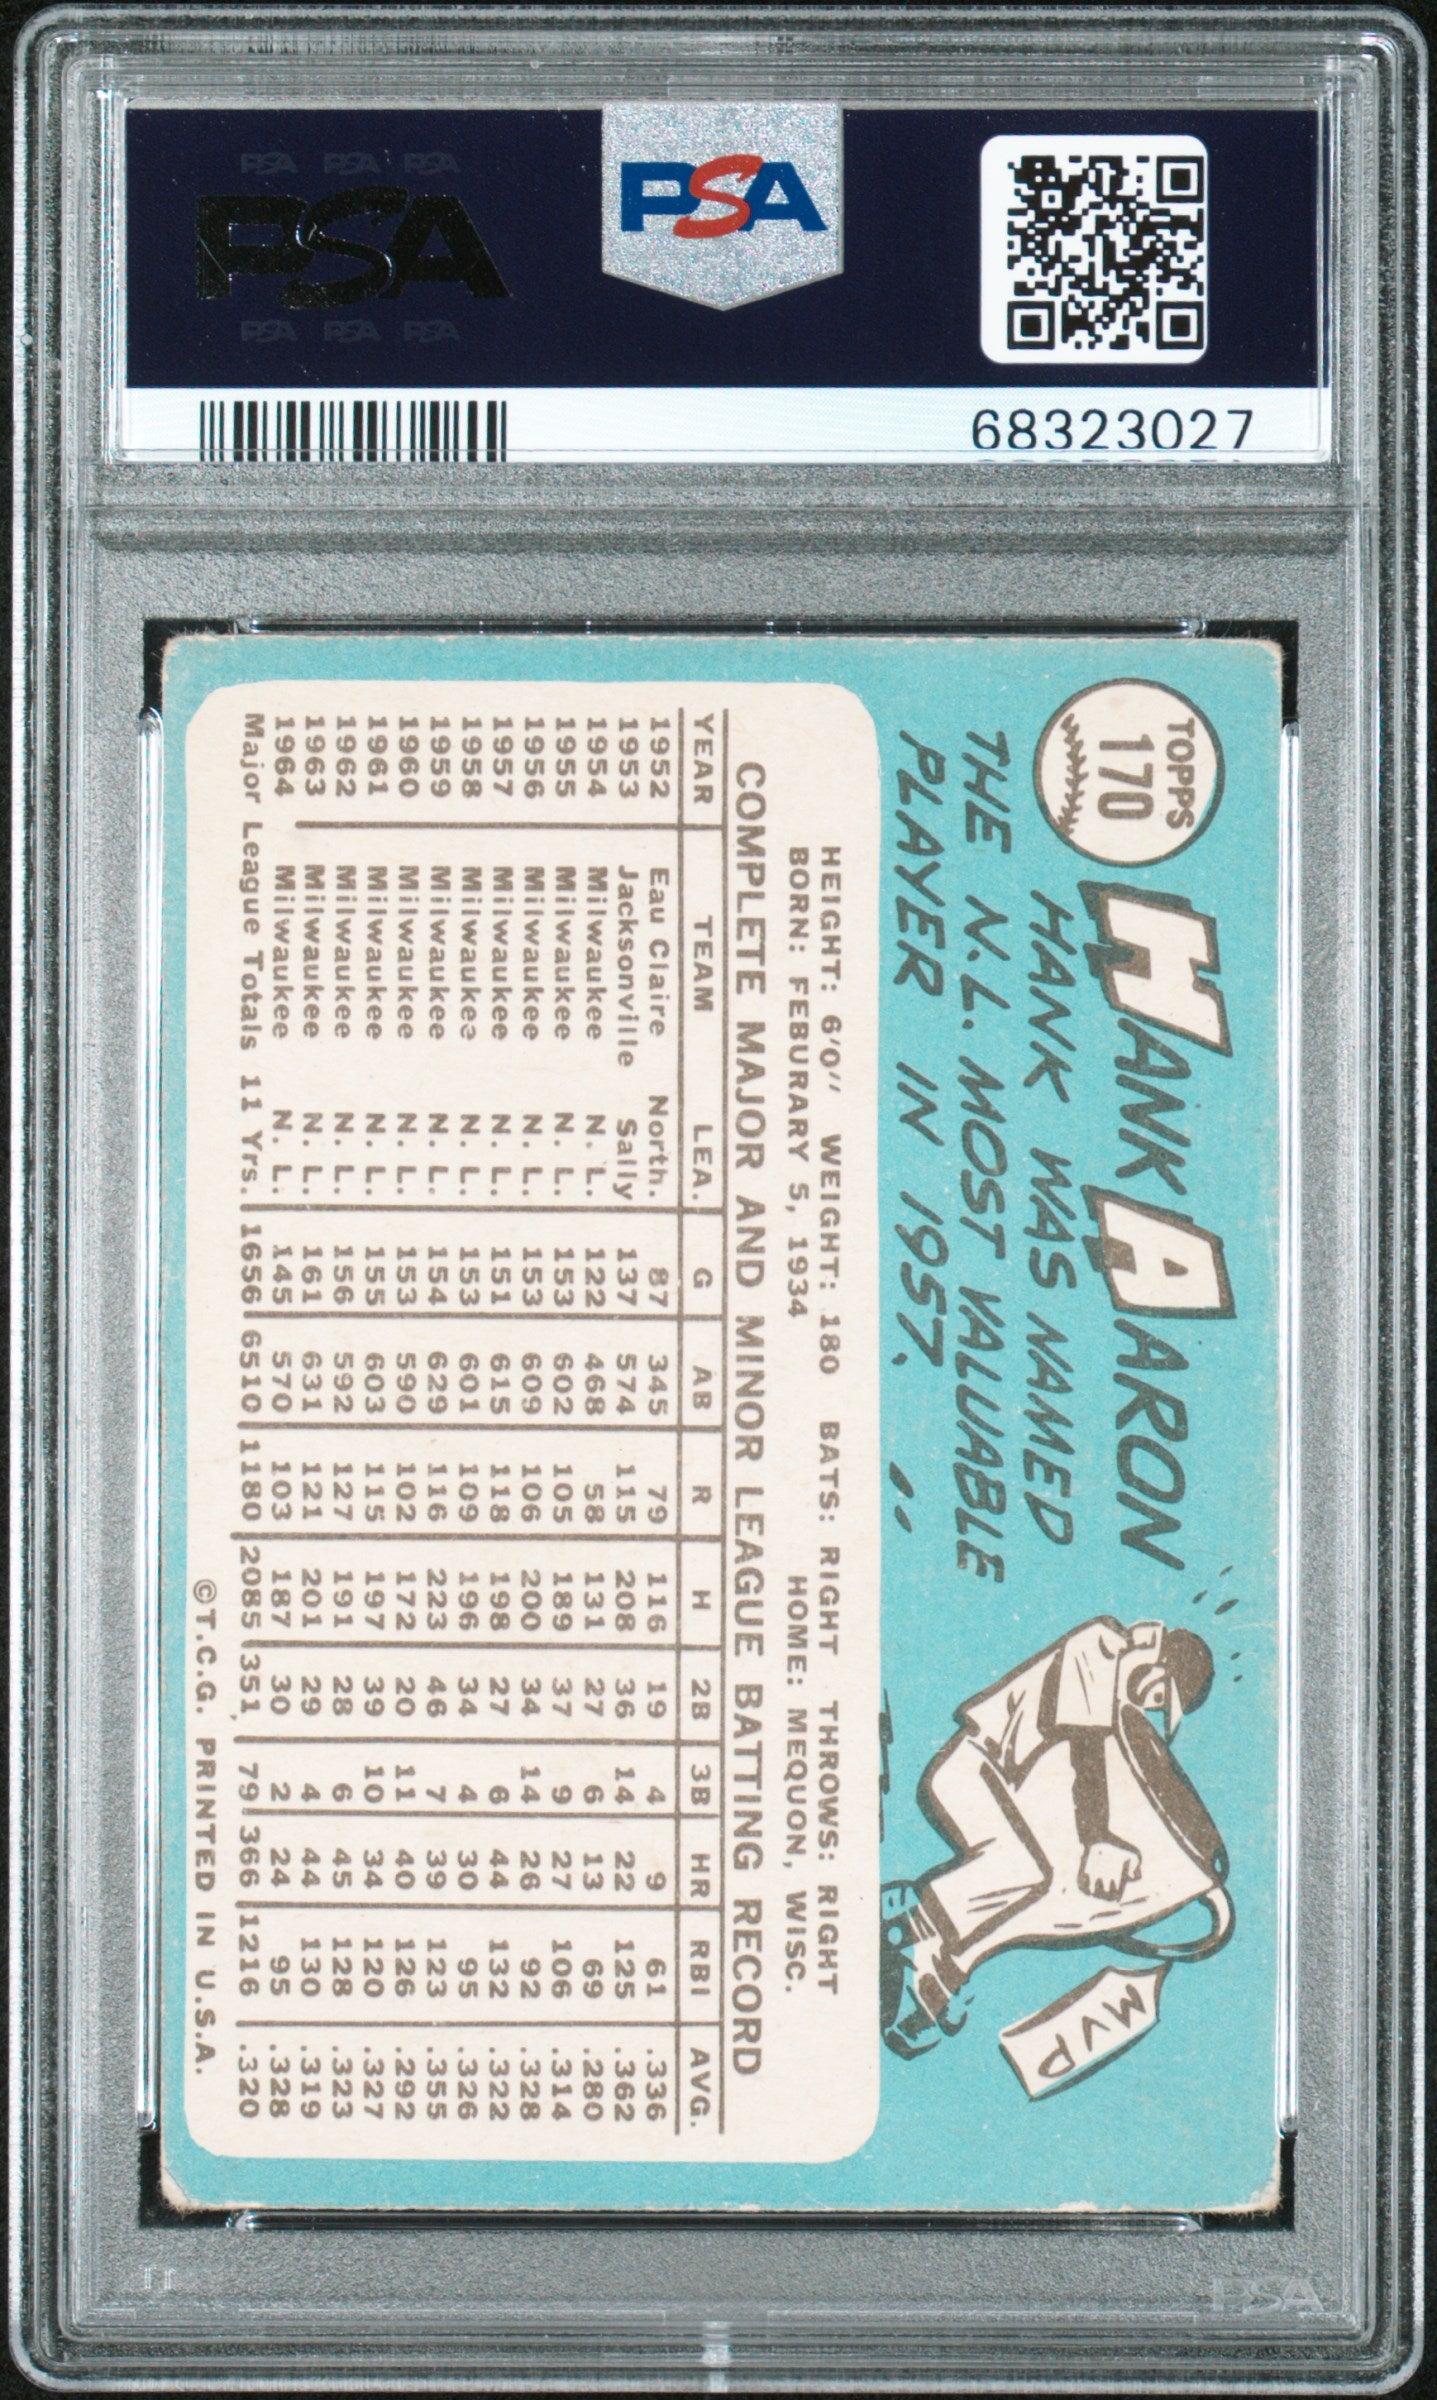 PSA PSA PSA
PSA
PSA PSA PSA
PSA
68323027
TOPPS
170
HANK AARON
HANK WAS NAMED
THE N.L. MOST VALUABLE
PLAYER IN 1957.
MVP
HEIGHT: 6'0" WEIGHT: 180 BATS: RIGHT THROWS: RIGHT
BORN: FEBURARY 5, 1934 HOME: MEQUON, WISC.
COMPLETE MAJOR AND MINOR LEAGUE BATTING RECORD
YEAR TEAM LEA. G AB R H 2B 3B HR RBI AVG.
1952 Eau Claire North. 87 345 79 116 19 4 9 61 .336
1953 Jacksonville Sally 137 574 115 208 36 14 22 125 .362
1954 Milwaukee N. L. 122 468 58 131 27 6 13 69 .280
1955 Milwaukee N. L. 153 602 105 189 37 9 27 106 .314
1956 Milwaukee N. L. 153 609 106 200 34 14 26 92 .328
1957 Milwaukee N. L. 151 615 118 198 27 6 44 132 .322
1958 Milwaukee N. L. 153 601 109 196 34 4 30 95 .326
1959 Milwaukee N. L. 154 629 116 223 46 7 39 123 .355
1960 Milwaukee N. L. 153 590 102 172 20 11 40 126 .292
1961 Milwaukee N. L. 155 603 115 197 39 10 34 120 .327
1962 Milwaukee N. L. 156 592 127 191 28 6 45 128 .323
1963 Milwaukee N. L. 161 631 121 201 29 4 44 130 .319
1964 Milwaukee N. L. 145 570 103 187 30 2 24 95 .328
Major League Totals 11 Yrs. 1656 6510 1180 2085 351 79 366 1216 .320
©T.C.G. PRINTED IN U.S.A.
PSA